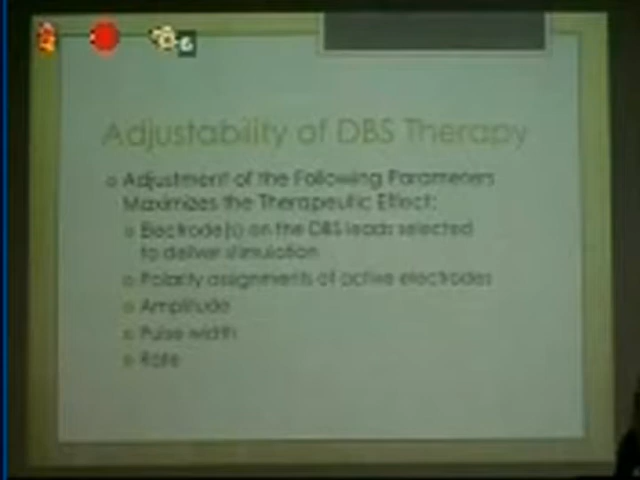 Adjustability of DBS Therapy
Adjustment of the Following Parameters
Maximizes the Therapeutic Effect:
Electrode(s) on the DBS leads selected
to deliver stimulation
Polarity assignments of active electrodes
Amplitude
Pulse width
Rate
6